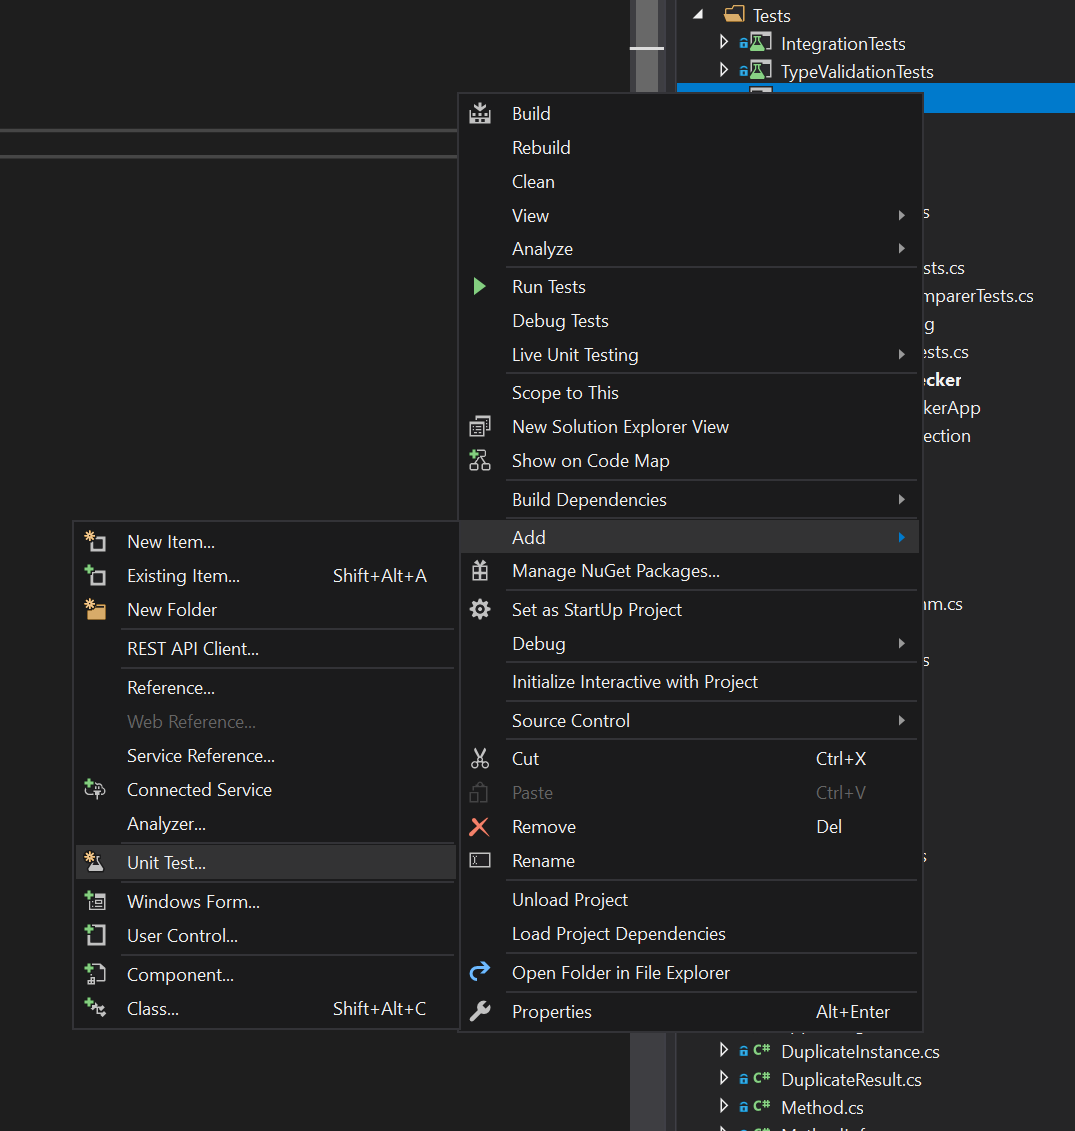 Tests
IntegrationTests
TypeValidationTests
Build
Rebuild
Clean
View
Analyze
Run Tests
Debug Tests
Live Unit Testing
Scope to This
New Solution Explorer View
Show on Code Map
Build Dependencies
Add
Manage NuGet Packages...
Set as StartUp Project
Debug
Initialize Interactive with Project
Source Control
Cut Ctrl+X
Paste Ctrl+V
Remove Del
Rename
Unload Project
Load Project Dependencies
Open Folder in File Explorer
Properties Alt+Enter
New Item...
Existing Item... Shift+Alt+A
New Folder
REST API Client...
Reference...
Web Reference...
Service Reference...
Connected Service
Analyzer...
Unit Test...
Windows Form...
User Control...
Component...
Class... Shift+Alt+C
s
sts.cs
mparerTests.cs
g
ests.cs
ecker
kerApp
ection
hm.cs
s
s
C# DuplicateInstance.cs
C# DuplicateResult.cs
C# Method.cs